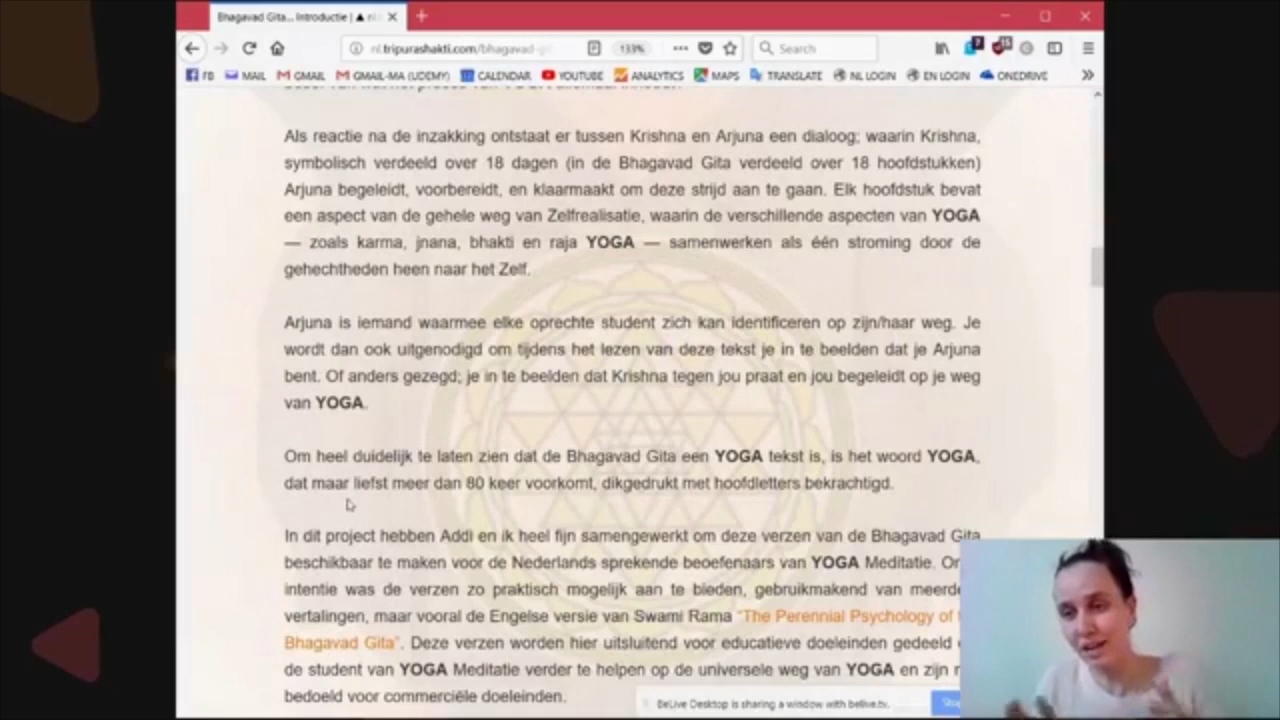 Bhagavad Gita... Introductie | ▲ nl
nl.tripurashakti.com/bhagavad-gi
133%
Search
7
15
FB
MAIL
GMAIL
GMAIL-MA (UDEMY)
CALENDAR
YOUTUBE
ANALYTICS
MAPS
TRANSLATE
NL LOGIN
EN LOGIN
ONEDRIVE
Als reactie na de inzakking ontstaat er tussen Krishna en Arjuna een dialoog; waarin Krishna,
symbolisch verdeeld over 18 dagen (in de Bhagavad Gita verdeeld over 18 hoofdstukken)
Arjuna begeleidt, voorbereidt, en klaarmaakt om deze strijd aan te gaan. Elk hoofdstuk bevat
een aspect van de gehele weg van Zelfrealisatie, waarin de verschillende aspecten van YOGA
— zoals karma, jnana, bhakti en raja YOGA — samenwerken als één stroming door de
gehechtheden heen naar het Zelf.
Arjuna is iemand waarmee elke oprechte student zich kan identificeren op zijn/haar weg. Je
wordt dan ook uitgenodigd om tijdens het lezen van deze tekst je in te beelden dat je Arjuna
bent. Of anders gezegd; je in te beelden dat Krishna tegen jou praat en jou begeleidt op je weg
van YOGA.
Om heel duidelijk te laten zien dat de Bhagavad Gita een YOGA tekst is, is het woord YOGA,
dat maar liefst meer dan 80 keer voorkomt, dikgedrukt met hoofdletters bekrachtigd.
In dit project hebben Addi en ik heel fijn samengewerkt om deze verzen van de Bhagavad Gita
beschikbaar te maken voor de Nederlands sprekende beoefenaars van YOGA Meditatie. On
intentie was de verzen zo praktisch mogelijk aan te bieden, gebruikmakend van meerde
vertalingen, maar vooral de Engelse versie van Swami Rama "The Perennial Psychology of t
Bhagavad Gita". Deze verzen worden hier uitsluitend voor educatieve doeleinden gedeeld
de student van YOGA Meditatie verder te helpen op de universele weg van YOGA en zijn n
bedoeld voor commerciële doeleinden.
BeLive Desktop is sharing a window with belive.tv.
Stop